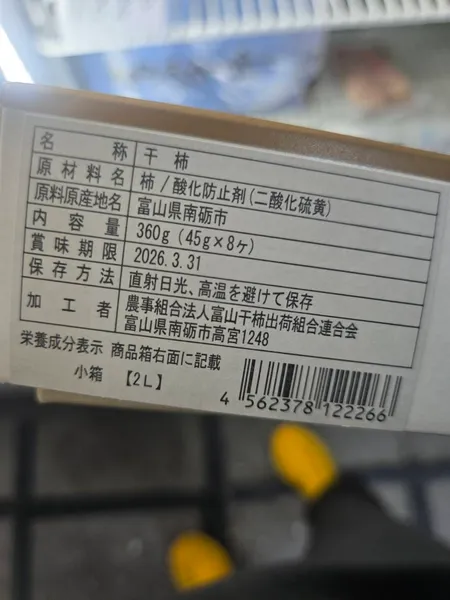 名称 干柿
原材料名 柿/酸化防止剤(二酸化硫黄)
原料原産地名 富山県南砺市
内容量 360g(45g×8ヶ)
賞味期限 2026.3.31
保存方法 直射日光、高温を避けて保存
加工者 農事組合法人富山干柿出荷組合連合会
富山県南砺市高宮1248
栄養成分表示 商品箱右面に記載
小箱 【2L】
4 562378 122266